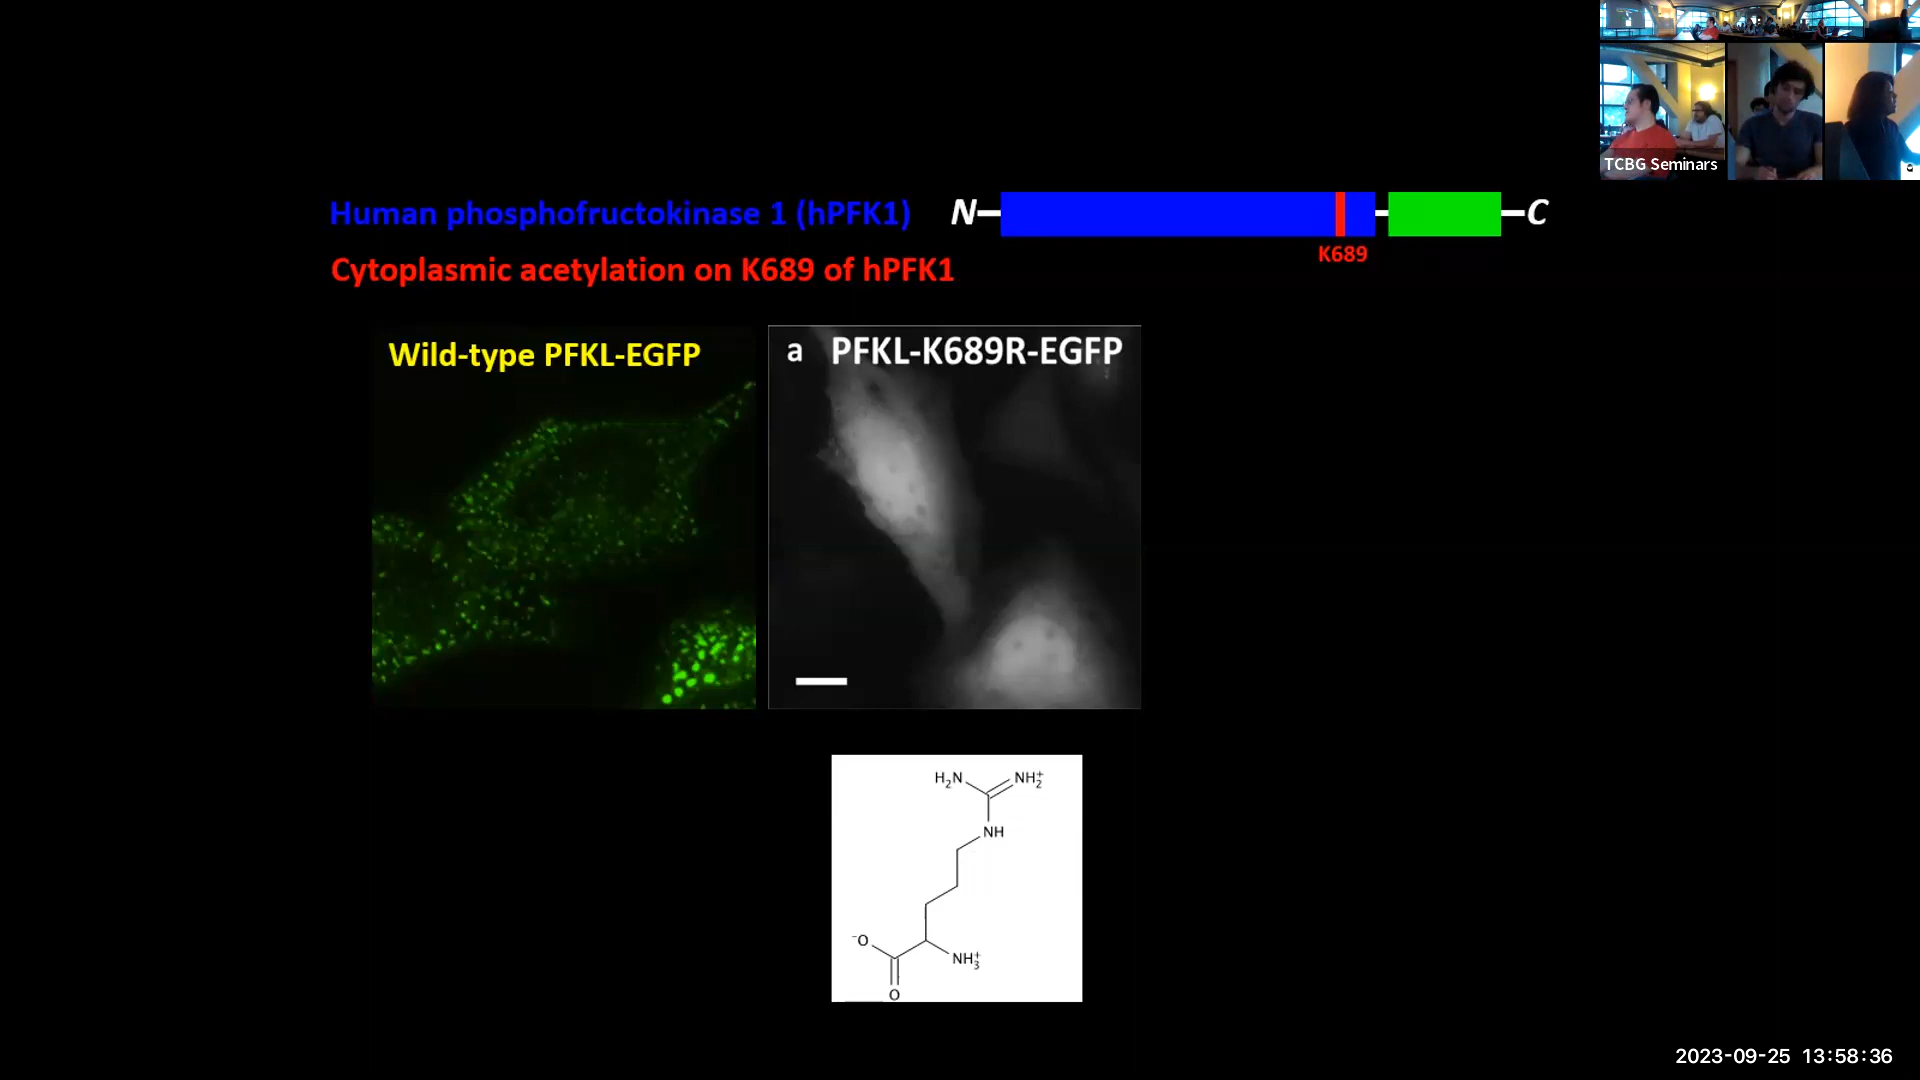 TCBG Seminars
Human phosphofructokinase 1 (hPFK1) N C
K689
Cytoplasmic acetylation on K689 of hPFK1
Wild-type PFKL-EGFP
a PFKL-K689R-EGFP
H₂N NH₂⁺
NH
⁻O
NH₃⁺
O
2023-09-25 13:58:36